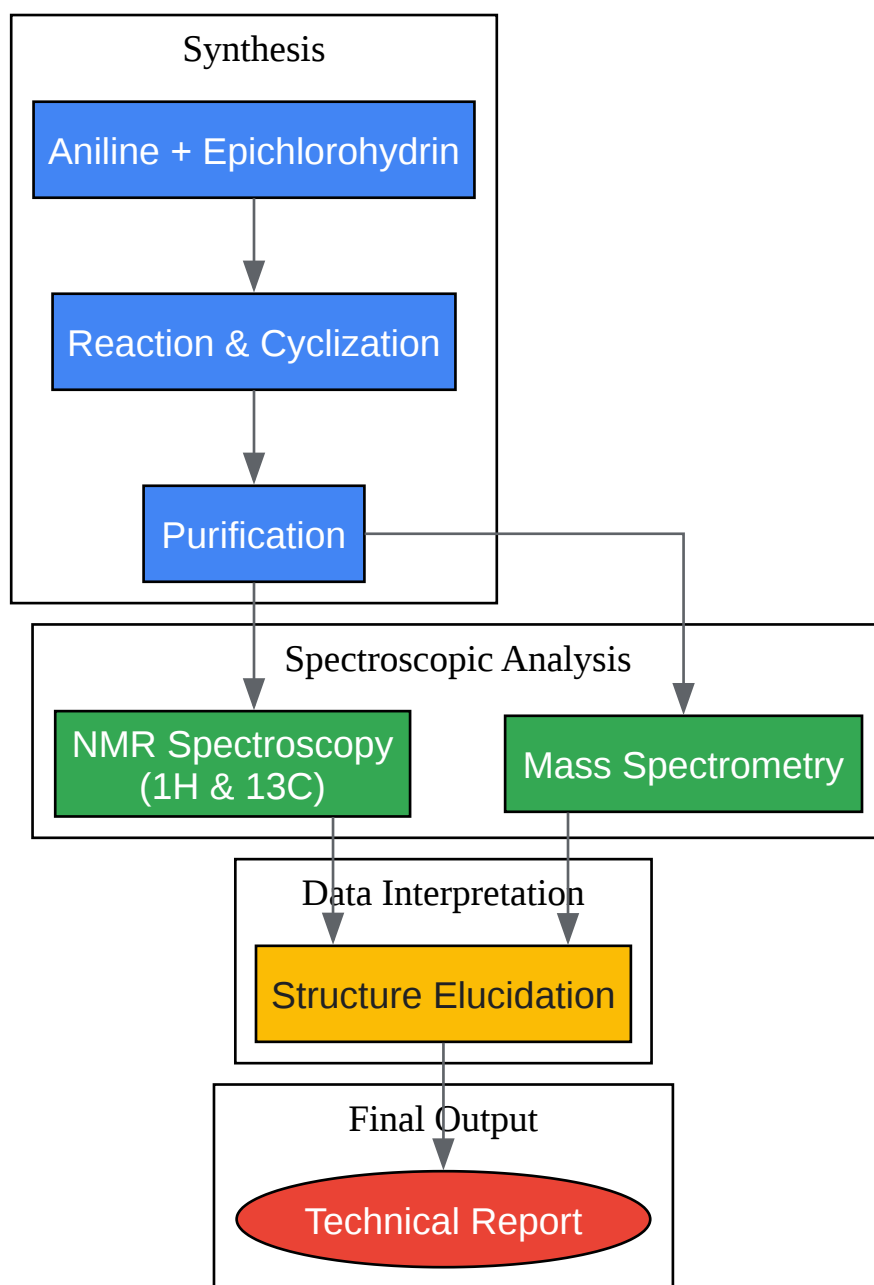 Synthesis
Aniline + Epichlorohydrin
Reaction & Cyclization
Purification
Spectroscopic Analysis
NMR Spectroscopy
(1H & 13C)
Mass Spectrometry
Data Interpretation
Structure Elucidation
Final Output
Technical Report